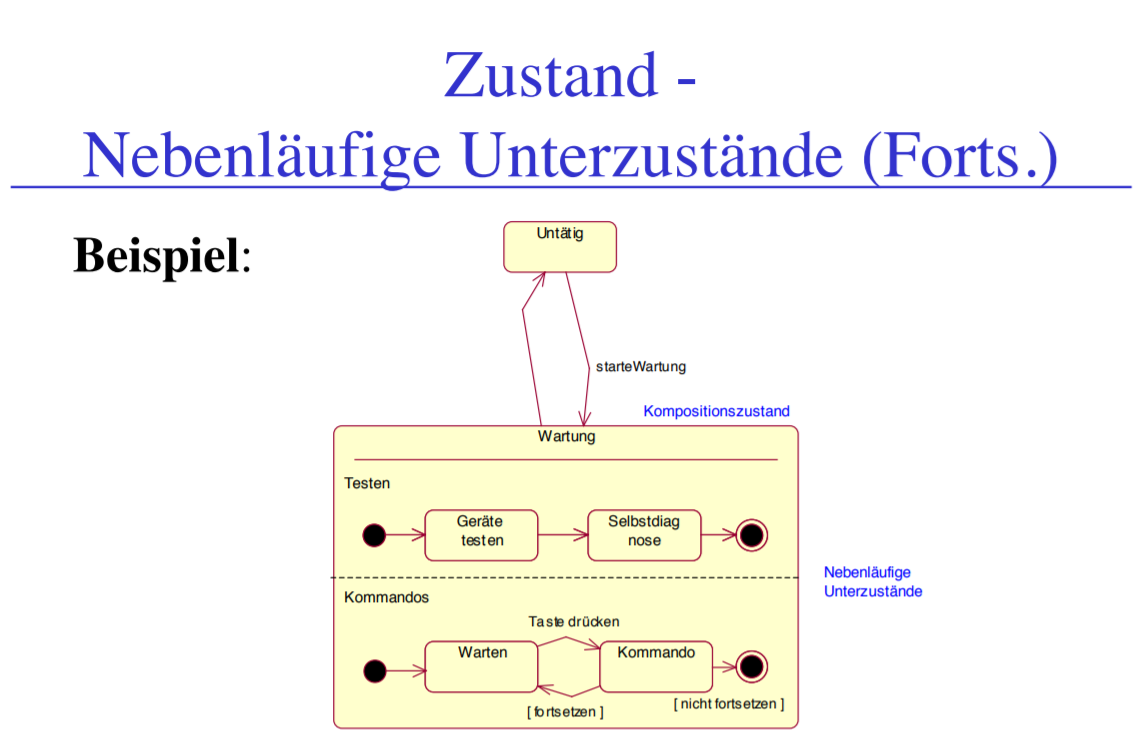 Zustand -
Nebenläufige Unterzustände (Forts.)
Beispiel:
Untätig
starteWartung
Kompositionszustand
Wartung
Testen
Geräte
testen
Selbstdiag
nose
Nebenläufige
Unterzustände
Kommandos
Taste drücken
Warten
Kommando
[ fortsetzen ]
[ nicht fortsetzen ]